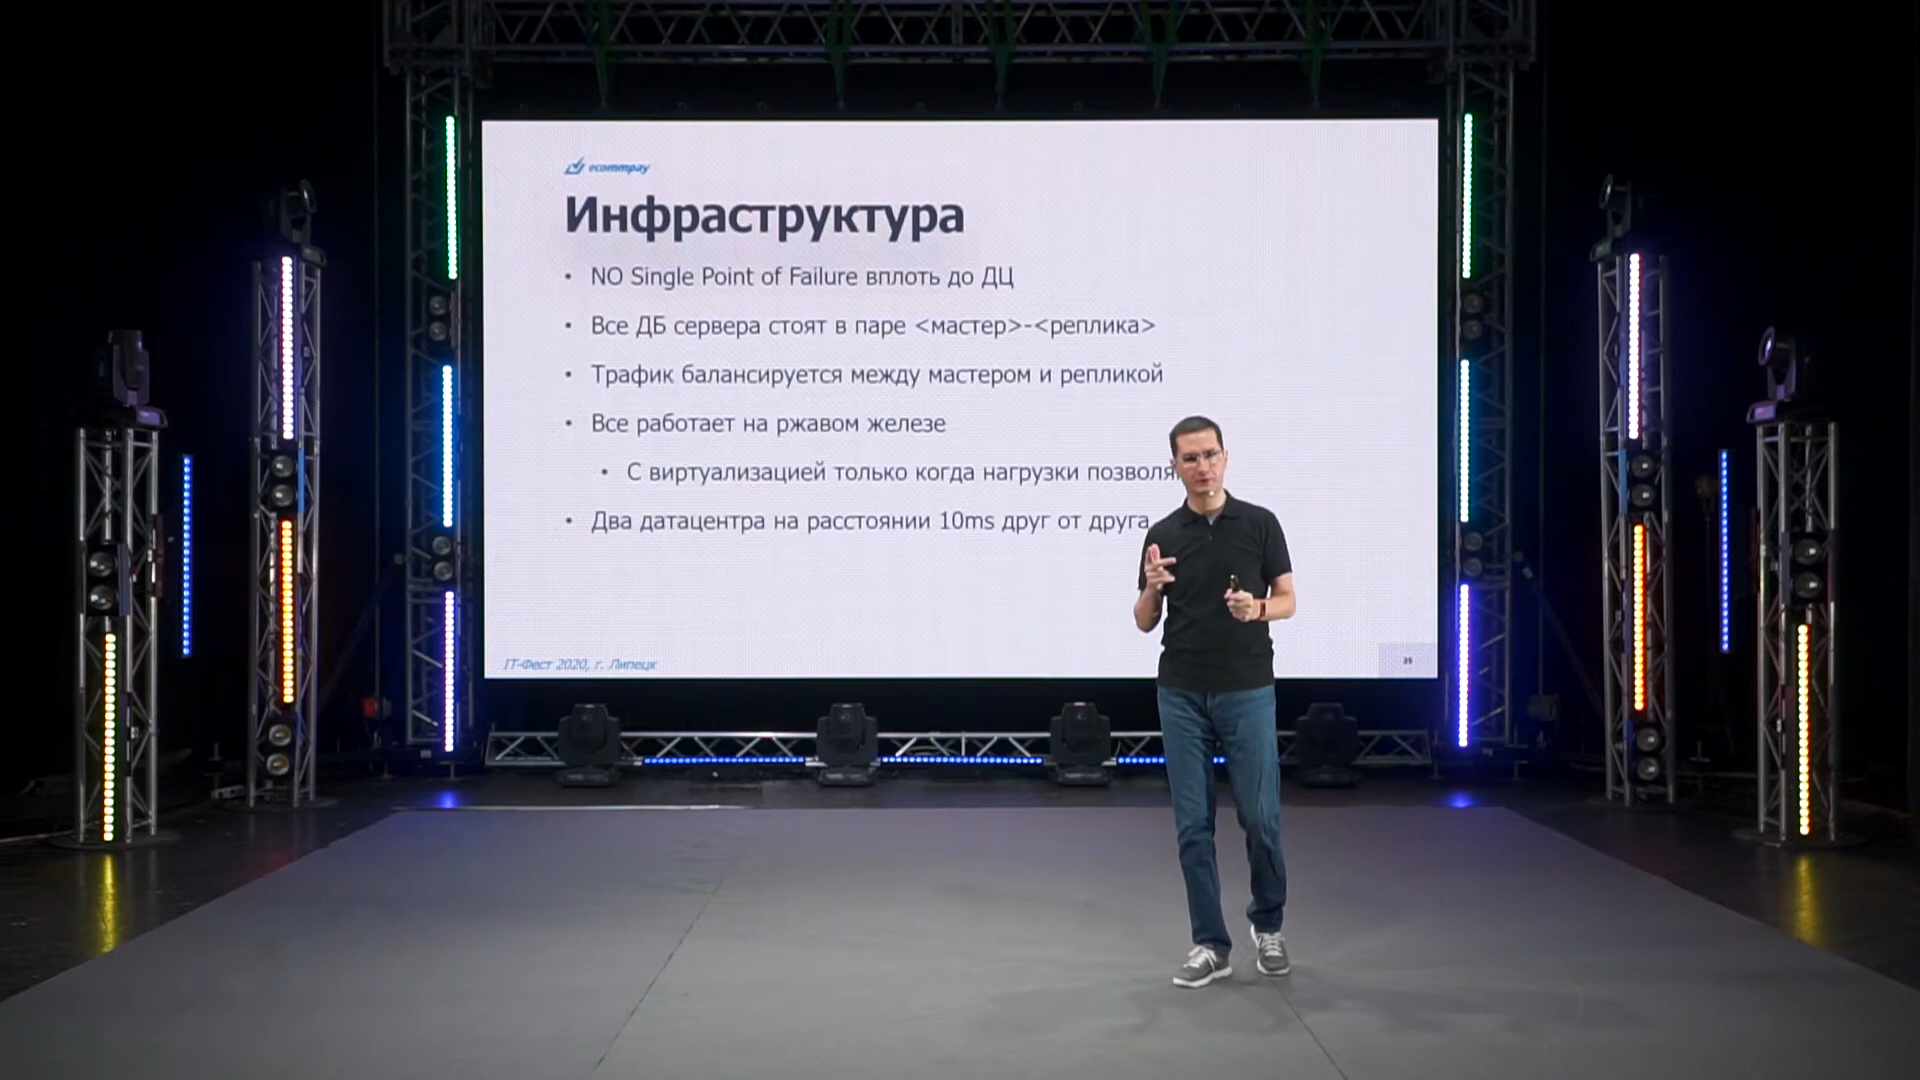 ecommpay
Инфраструктура
• NO Single Point of Failure вплоть до ДЦ
• Все ДБ сервера стоят в паре <мастер>-<реплика>
• Трафик балансируется между мастером и репликой
• Все работает на ржавом железе
• С виртуализацией только когда нагрузки
• Два датацентра на расстоянии 10ms друг от друга
IT-Фест 2020, г. Липецк
25